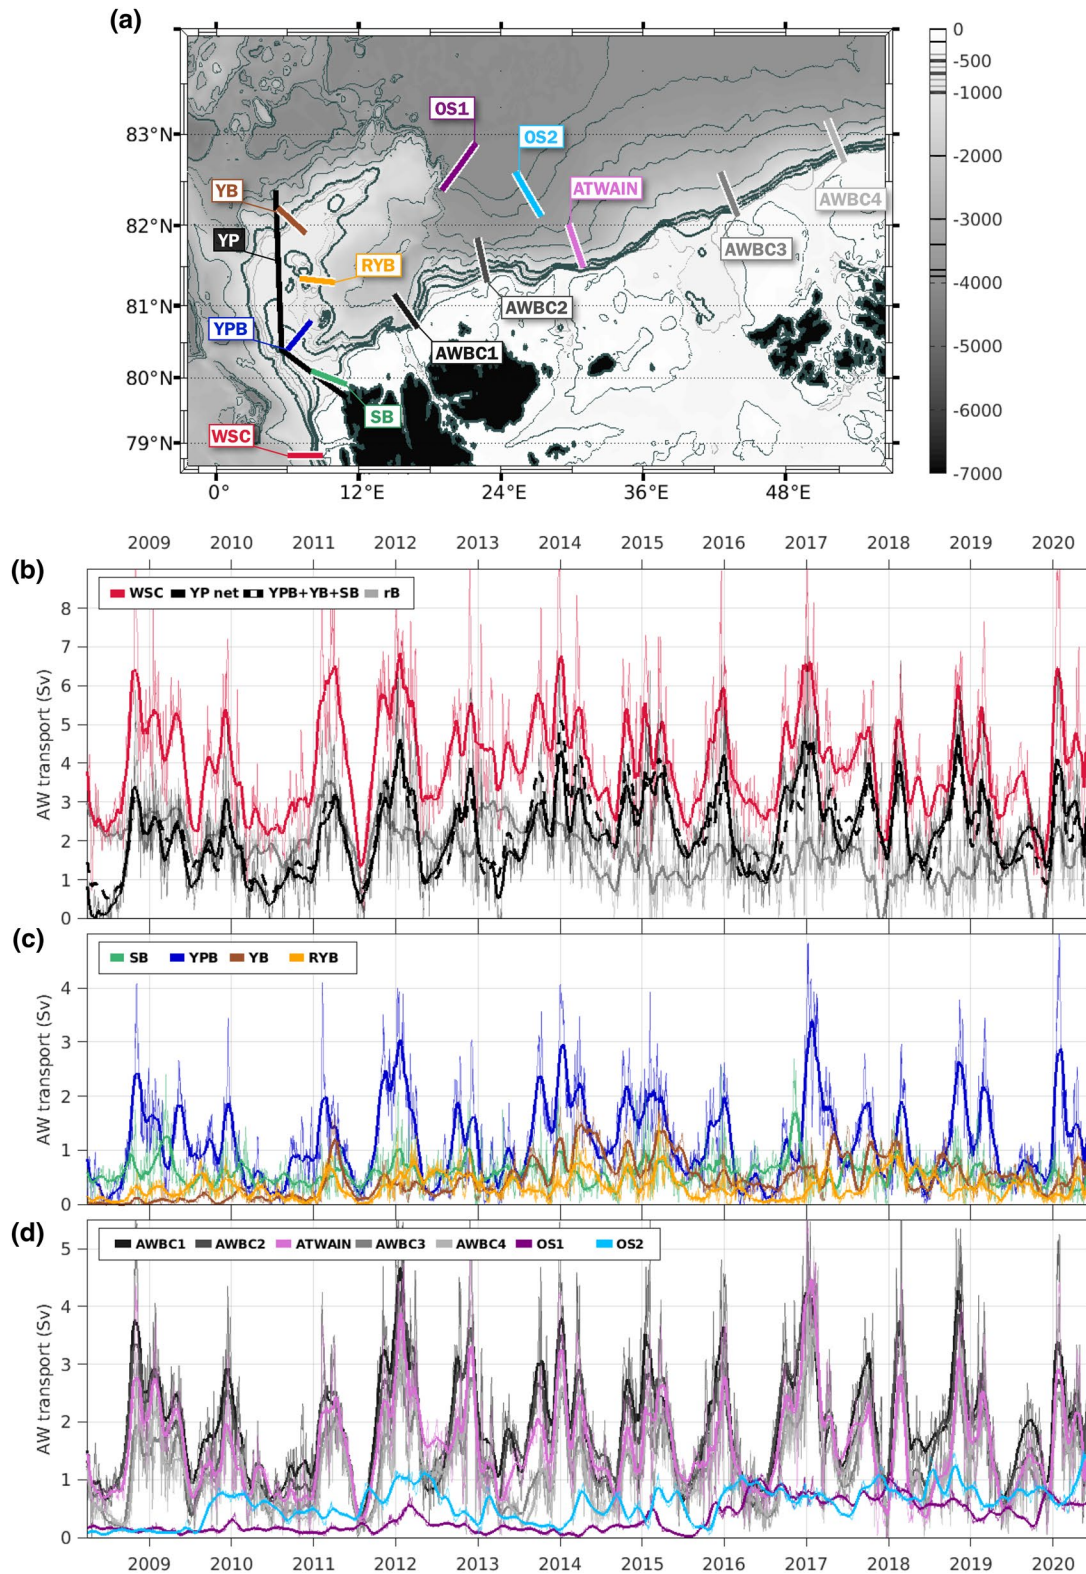 (a)
0
-500
-1000
-2000
-3000
-4000
-5000
-6000
-7000
83°N
82°N
81°N
80°N
79°N
OS1
OS2
YB
ATWAIN
AWBC4
YP
RYB
AWBC3
AWBC2
YPB
AWBC1
SB
WSC
0° 12°E 24°E 36°E 48°E
2009 2010 2011 2012 2013 2014 2015 2016 2017 2018 2019 2020
(b)
WSC YP net YPB+YB+SB rB
AW transport (Sv)
8
7
6
5
4
3
2
1
0
(c)
SB YPB YB RYB
AW transport (Sv)
4
3
2
1
0
(d)
AWBC1 AWBC2 ATWAIN AWBC3 AWBC4 OS1 OS2
AW transport (Sv)
5
4
3
2
1
0
2009 2010 2011 2012 2013 2014 2015 2016 2017 2018 2019 2020